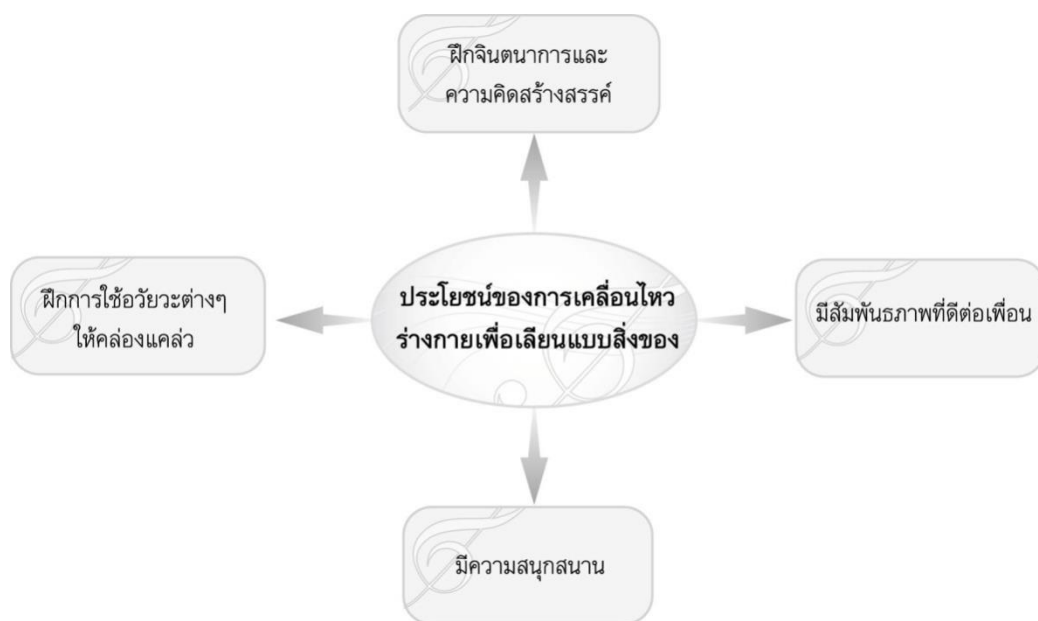 ฝึกจินตนาการและ
ความคิดสร้างสรรค์
ฝึกการใช้อวัยวะต่างๆ
ให้คล่องแคล่ว
ประโยชน์ของการเคลื่อนไหว
ร่างกายเพื่อเลียนแบบสิ่งของ
มีสัมพันธภาพที่ดีต่อเพื่อน
มีความสนุกสนาน